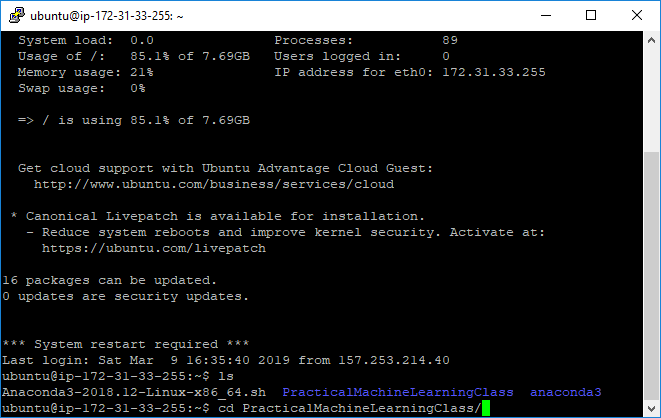 ubuntu@ip-172-31-33-255: ~
System load:  0.0                Processes:           89
Usage of /:   85.1% of 7.69GB   Users logged in:     0
Memory usage: 21%               IP address for eth0: 172.31.33.255
Swap usage:   0%
=> / is using 85.1% of 7.69GB
Get cloud support with Ubuntu Advantage Cloud Guest:
http://www.ubuntu.com/business/services/cloud
* Canonical Livepatch is available for installation.
- Reduce system reboots and improve kernel security. Activate at:
https://ubuntu.com/livepatch
16 packages can be updated.
0 updates are security updates.
*** System restart required ***
Last login: Sat Mar  9 16:35:40 2019 from 157.253.214.40
ubuntu@ip-172-31-33-255:~$ ls
Anaconda3-2018.12-Linux-x86_64.sh  PracticalMachineLearningClass  anaconda3
ubuntu@ip-172-31-33-255:~$ cd PracticalMachineLearningClass/